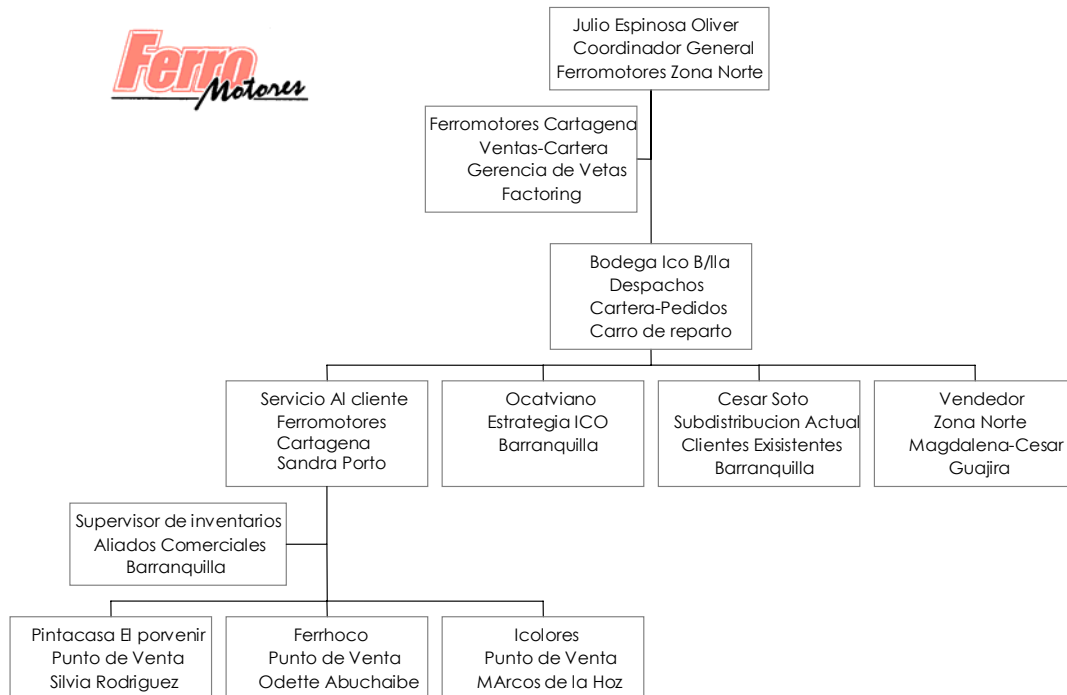 Ferro
Motores
Julio Espinosa Oliver
Coordinador General
Ferromotores Zona Norte
Ferromotores Cartagena
Ventas-Cartera
Gerencia de Vetas
Factoring
Bodega Ico B/lla
Despachos
Cartera-Pedidos
Carro de reparto
Servicio Al cliente
Ferromotores
Cartagena
Sandra Porto
Ocatviano
Estrategia ICO
Barranquilla
Cesar Soto
Subdistribucion Actual
Clientes Exisistentes
Barranquilla
Vendedor
Zona Norte
Magdalena-Cesar
Guajira
Supervisor de inventarios
Aliados Comerciales
Barranquilla
Pintacasa El porvenir
Punto de Venta
Silvia Rodriguez
Ferrhoco
Punto de Venta
Odette Abuchaibe
Icolores
Punto de Venta
MArcos de la Hoz